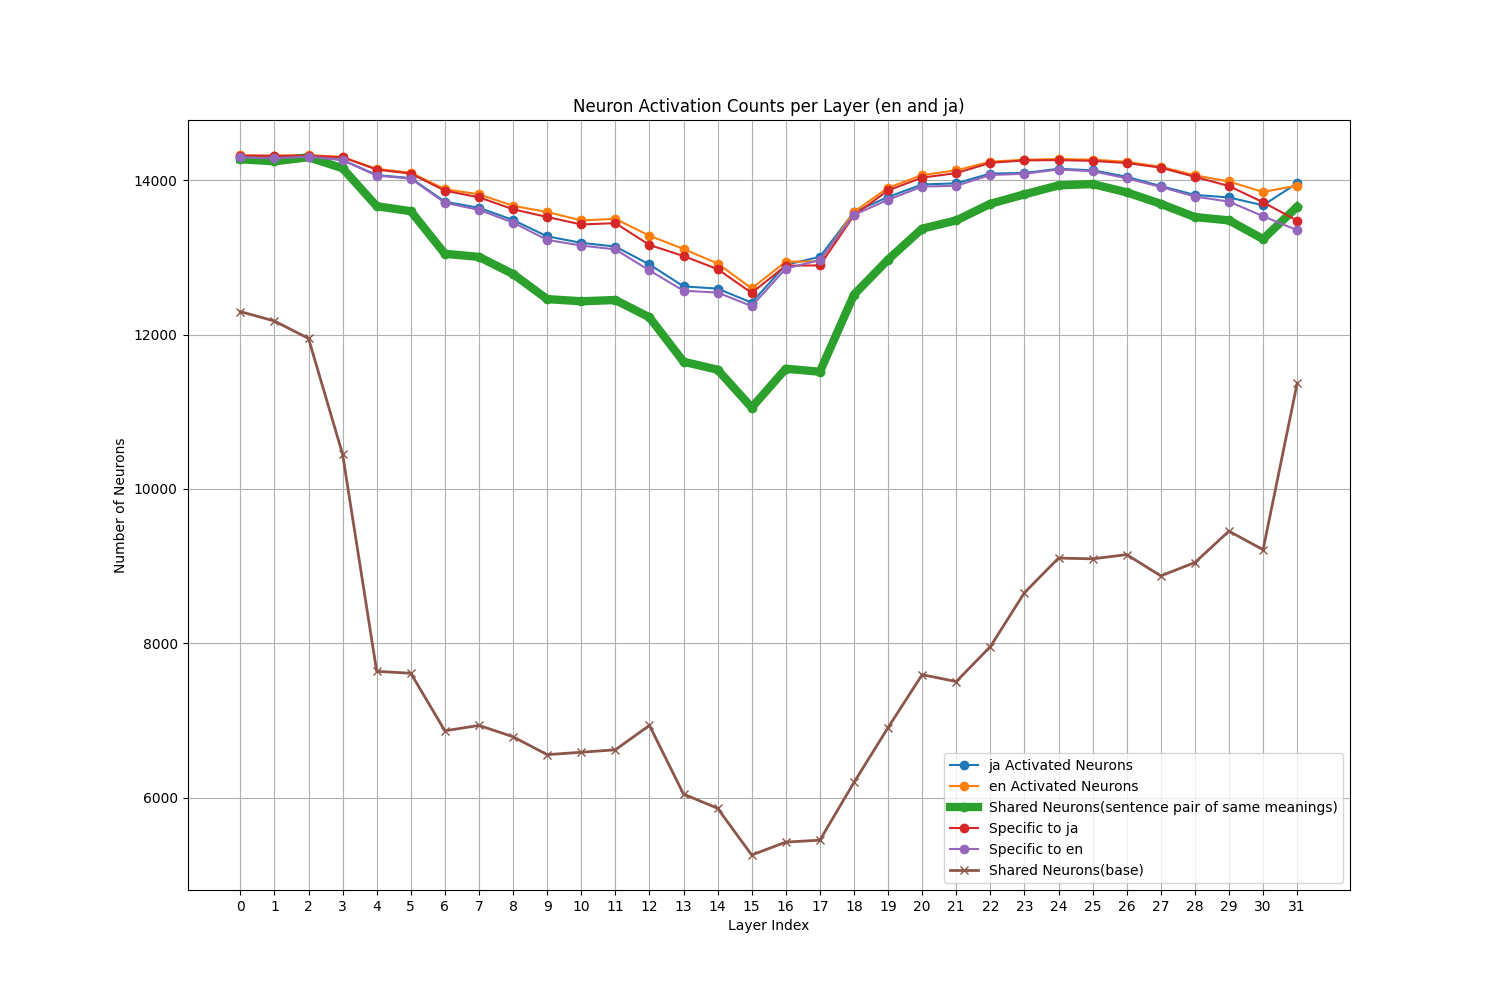 Neuron Activation Counts per Layer (en and ja)
14000
12000
10000
8000
6000
Number of Neurons
ja Activated Neurons
en Activated Neurons
Shared Neurons(sentence pair of same meanings)
Specific to ja
Specific to en
Shared Neurons(base)
0 1 2 3 4 5 6 7 8 9 10 11 12 13 14 15 16 17 18 19 20 21 22 23 24 25 26 27 28 29 30 31
Layer Index